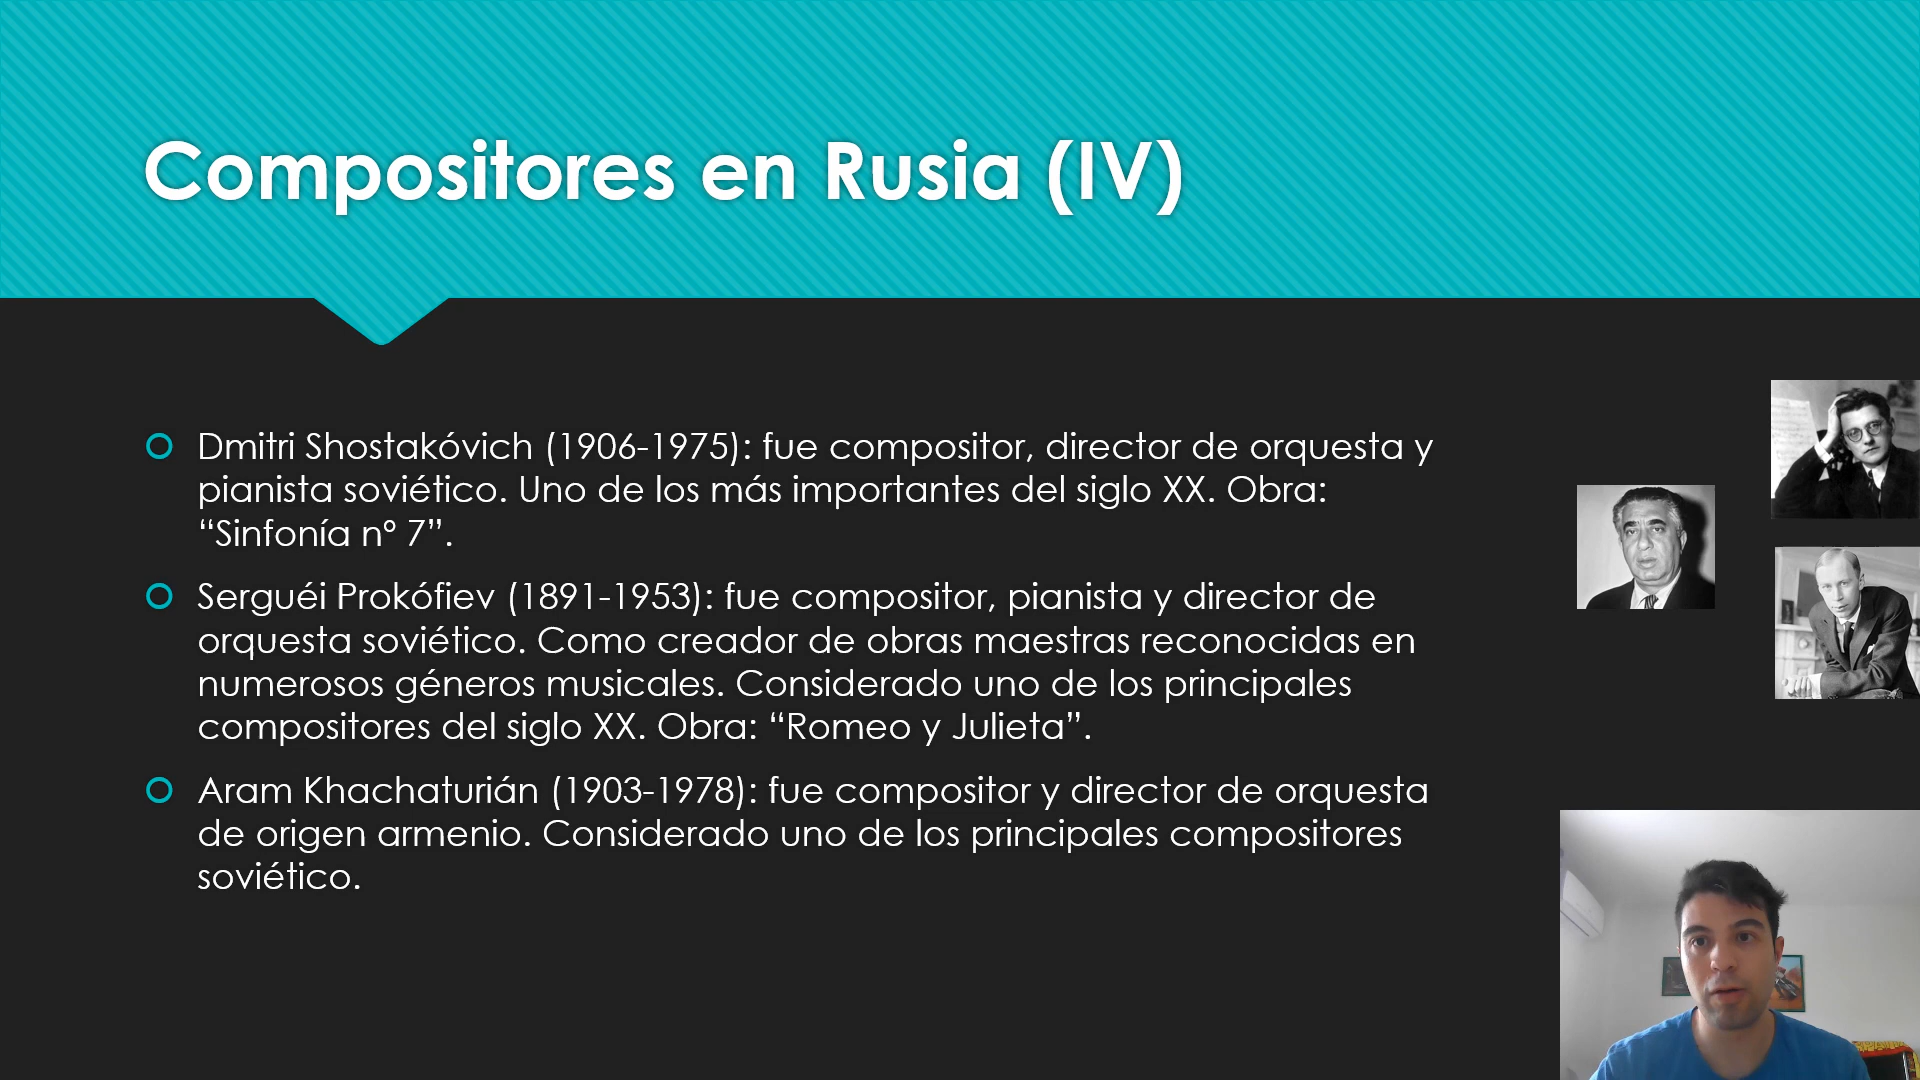 Compositores en Rusia (IV)
Dmitri Shostakóvich (1906-1975): fue compositor, director de orquesta y
pianista soviético. Uno de los más importantes del siglo XX. Obra:
“Sinfonía nº 7”.
Serguéi Prokófiev (1891-1953): fue compositor, pianista y director de
orquesta soviético. Como creador de obras maestras reconocidas en
numerosos géneros musicales. Considerado uno de los principales
compositores del siglo XX. Obra: “Romeo y Julieta”.
Aram Khachaturián (1903-1978): fue compositor y director de orquesta
de origen armenio. Considerado uno de los principales compositores
soviético.